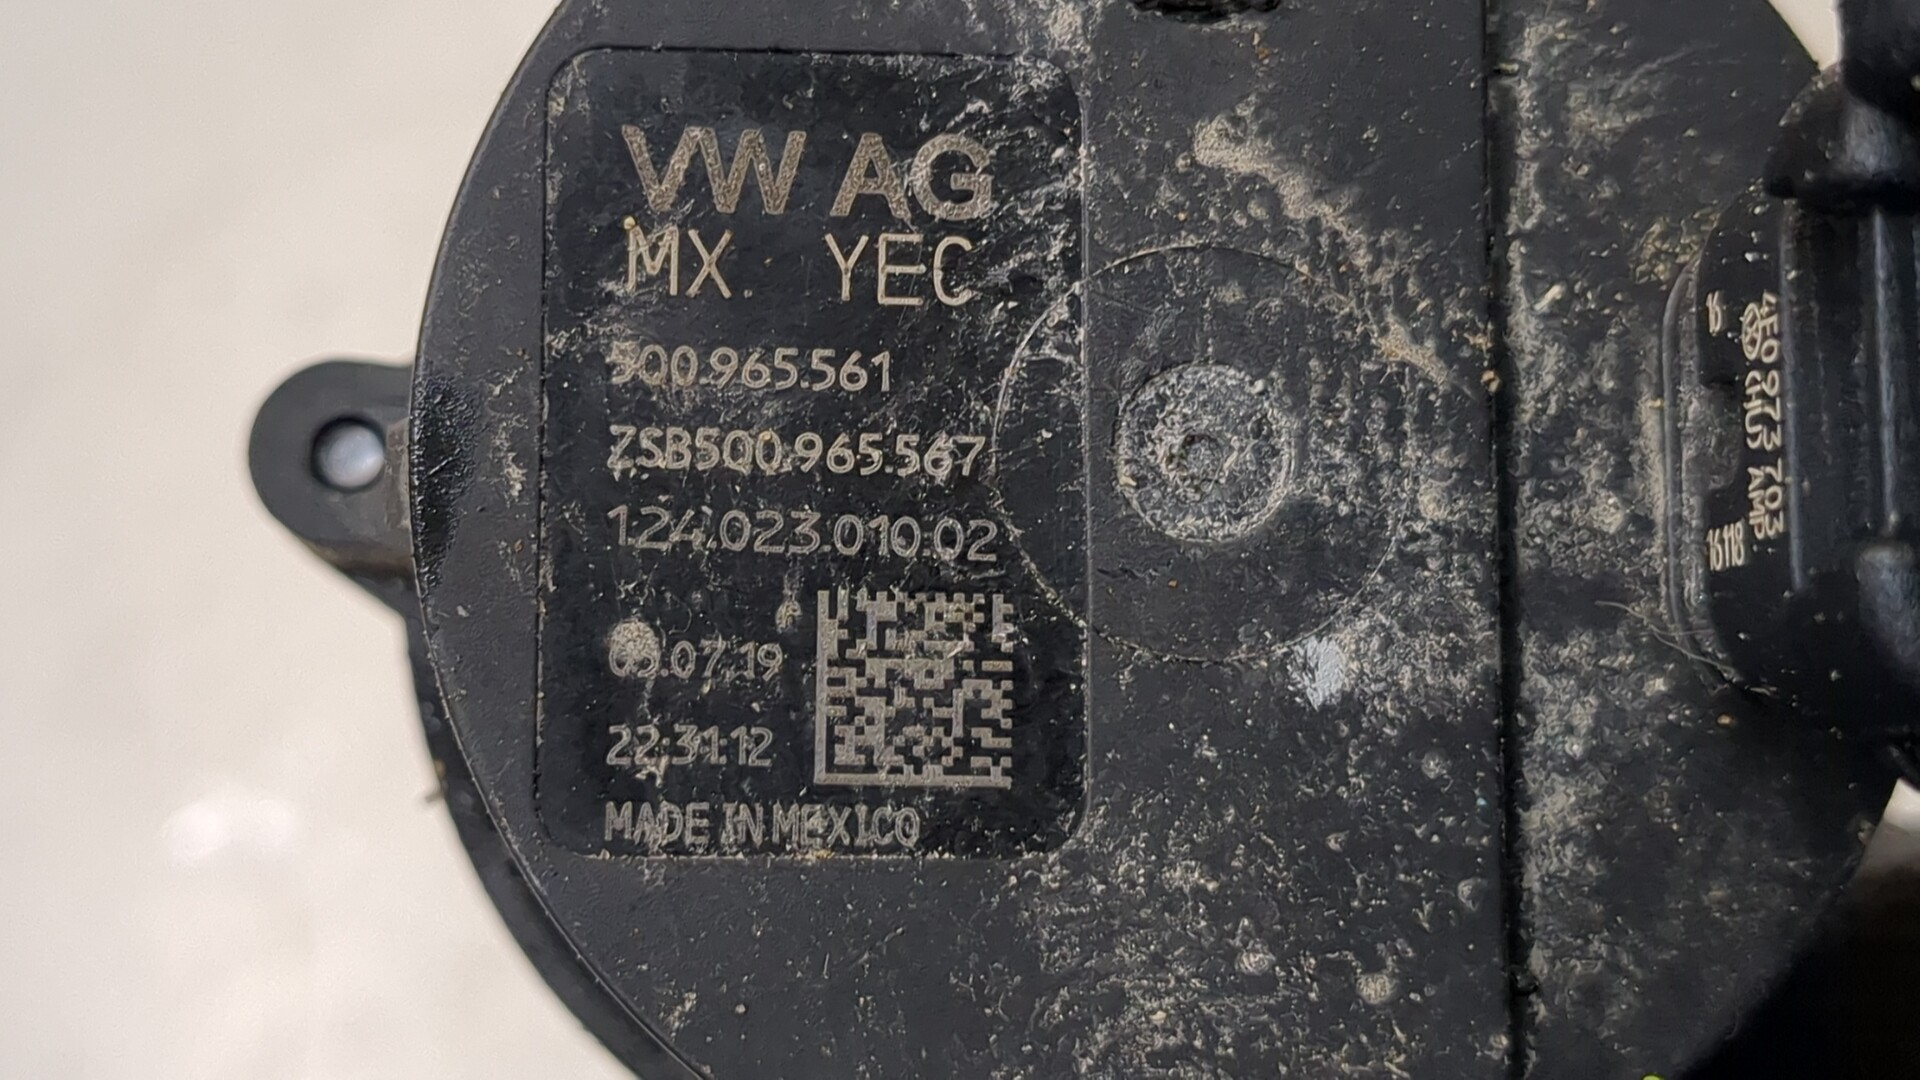 VW AG
MX YEC
5Q0.965.561
ZSB5Q0.965.567
124.023.010.02
.07.19
22:31:12
MADE IN MEXICO
4E0 973 703
AMP
16118
15